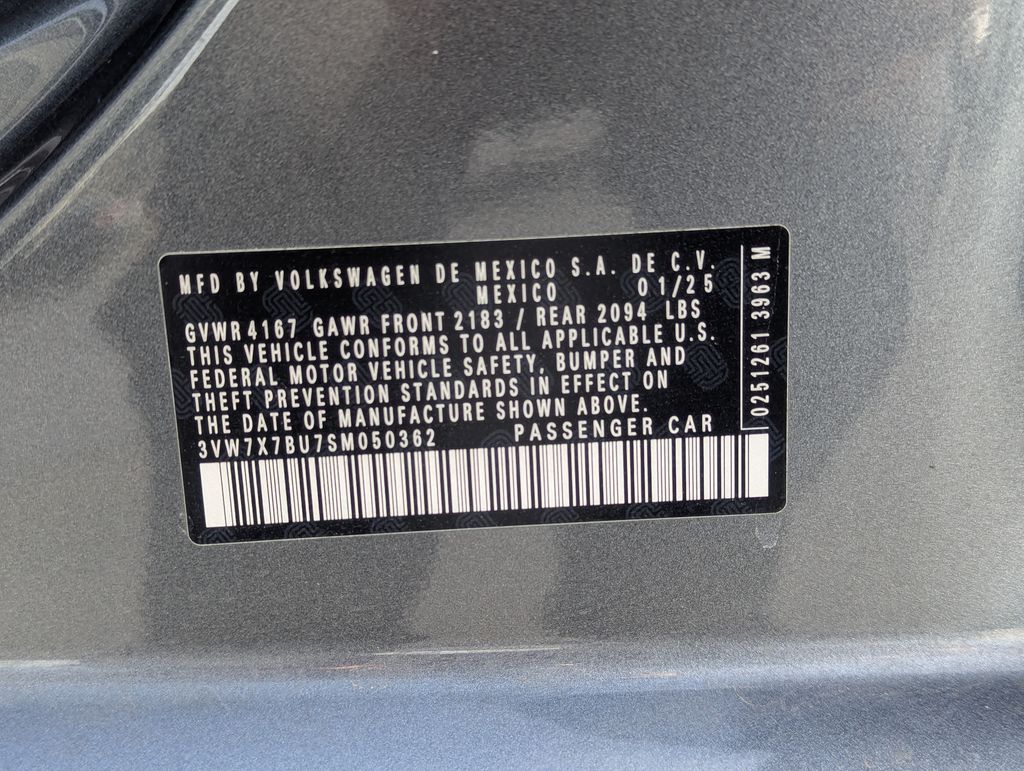 MFD BY VOLKSWAGEN DE MEXICO S.A. DE C.V.
MEXICO 01/25
GVWR 4167 GAWR FRONT 2183 / REAR 2094 LBS
THIS VEHICLE CONFORMS TO ALL APPLICABLE U.S.
FEDERAL MOTOR VEHICLE SAFETY, BUMPER AND
THEFT PREVENTION STANDARDS IN EFFECT ON
THE DATE OF MANUFACTURE SHOWN ABOVE.
3VW7X7BU7SM050362 PASSENGER CAR
0251261 3963 M